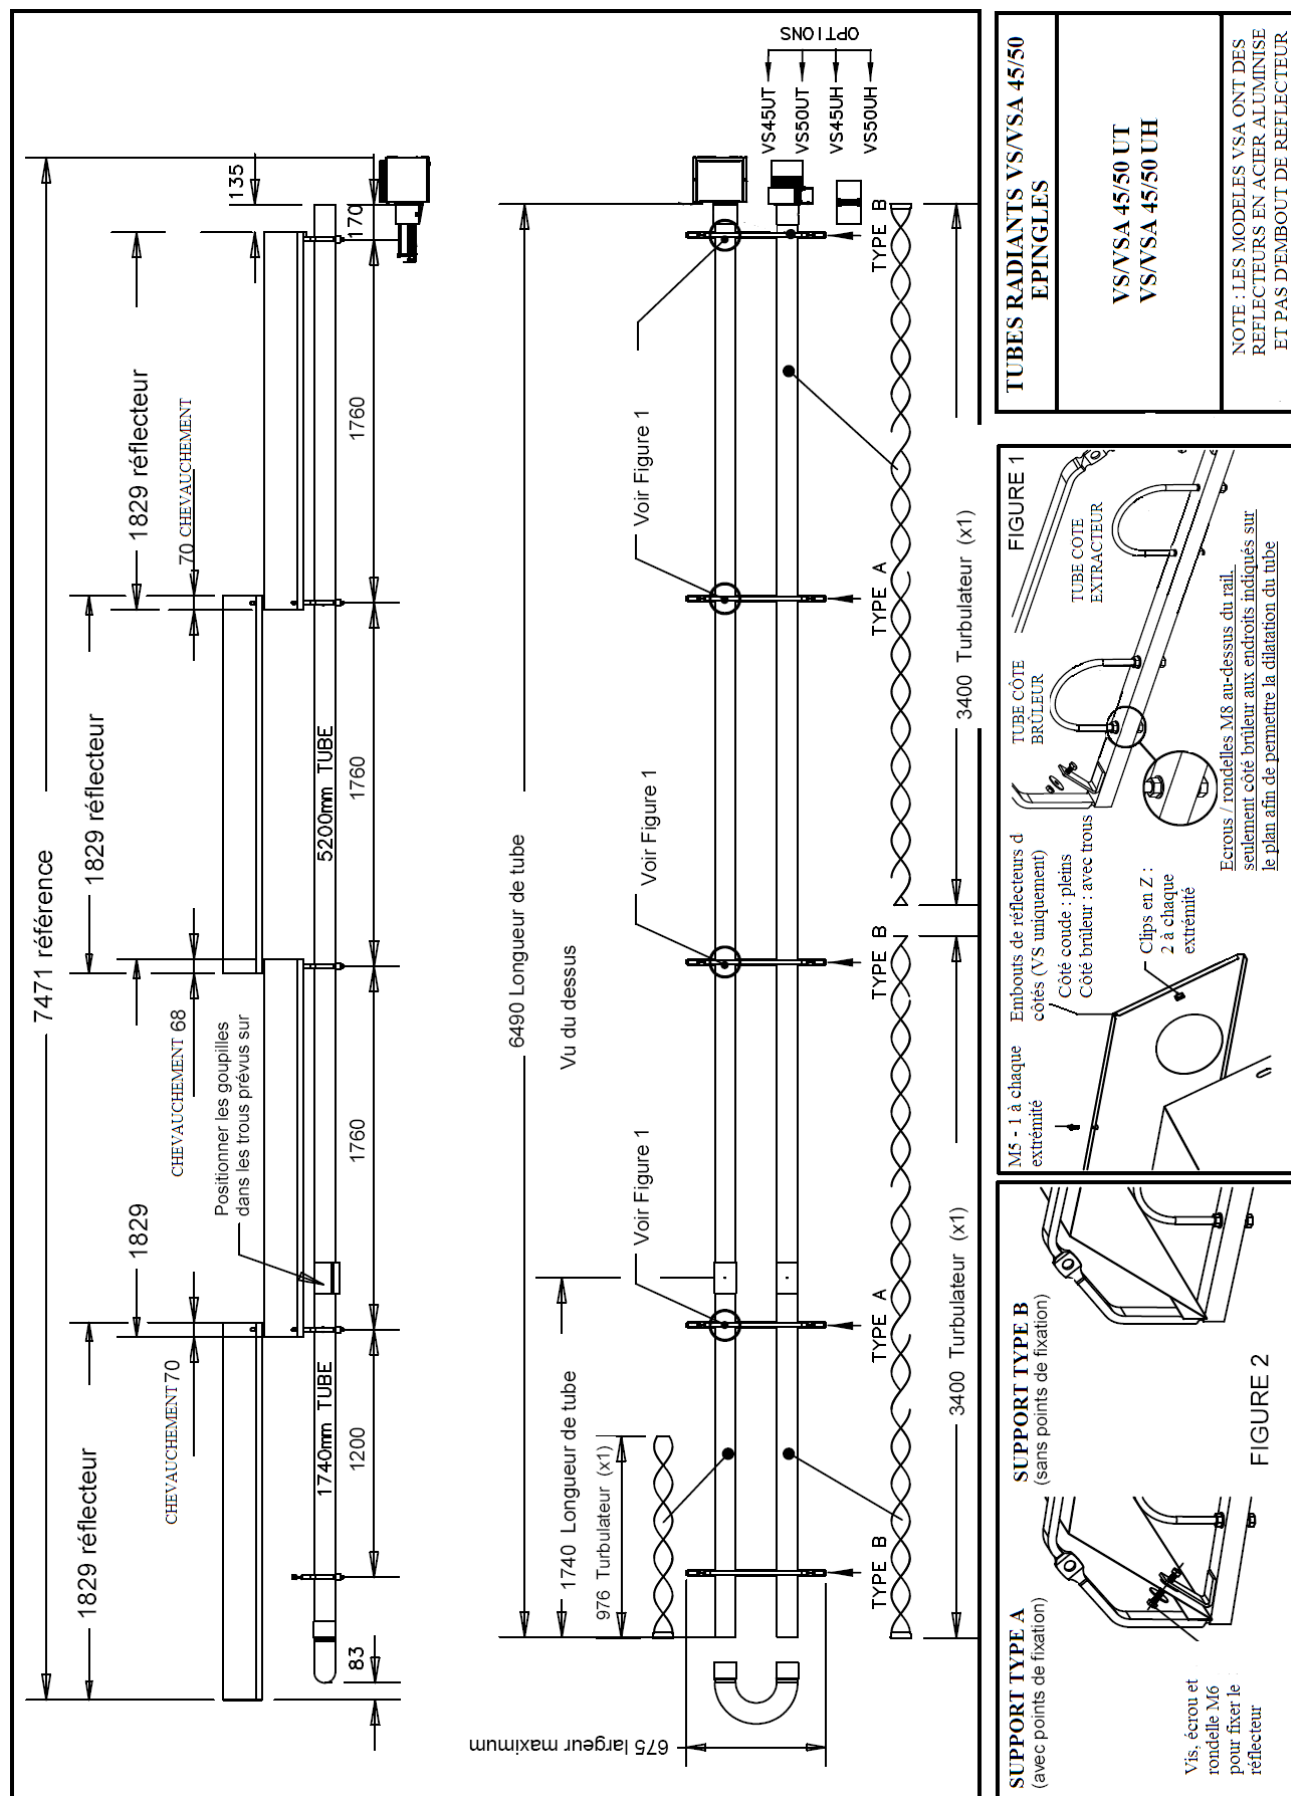 7471 référence
1829 réflecteur
1829
1829 réflecteur
1829 réflecteur
CHEVAUCHEMENT 70
CHEVAUCHEMENT 68
70 CHEVAUCHEMENT
135
Positionner les goupilles
dans les trous prévus sur
1740mm TUBE
5200mm TUBE
83
1200
1760
1760
1760
1760
170
6490 Longueur de tube
Vu du dessus
1740 Longueur de tube
976 Turbulateur (x1)
Voir Figure 1
Voir Figure 1
Voir Figure 1
Voir Figure 1
675 largeur maximum
OPTIONS
VS45UT
VS50UT
VS45UH
VS50UH
TYPE B
TYPE A
TYPE B
TYPE A
TYPE B
3400 Turbulateur (x1)
3400 Turbulateur (x1)
SUPPORT TYPE A
(avec points de fixation)
Vis, écrou et
rondelle M6
pour fixer le
réflecteur
SUPPORT TYPE B
(sans points de fixation)
FIGURE 2
M5 - 1 à chaque
extrémité
Embouts de réflecteurs d
côtés (VS uniquement)
Côté coude : pleins
Côté brûleur : avec trous
Clips en Z :
2 à chaque
extrémité
TUBE CÔTE
BRÛLEUR
TUBE COTE
EXTRACTEUR
FIGURE 1
Ecrous / rondelles M8 au-dessus du rail.
seulement côté brûleur aux endroits indiqués sur
le plan afin de permettre la dilatation du tube
TUBES RADIANTS VS/VSA 45/50
EPINGLES
VS/VSA 45/50 UT
VS/VSA 45/50 UH
NOTE : LES MODELES VSA ONT DES
REFLECTEURS EN ACIER ALUMINISE
ET PAS D'EMBOUT DE REFLECTEUR